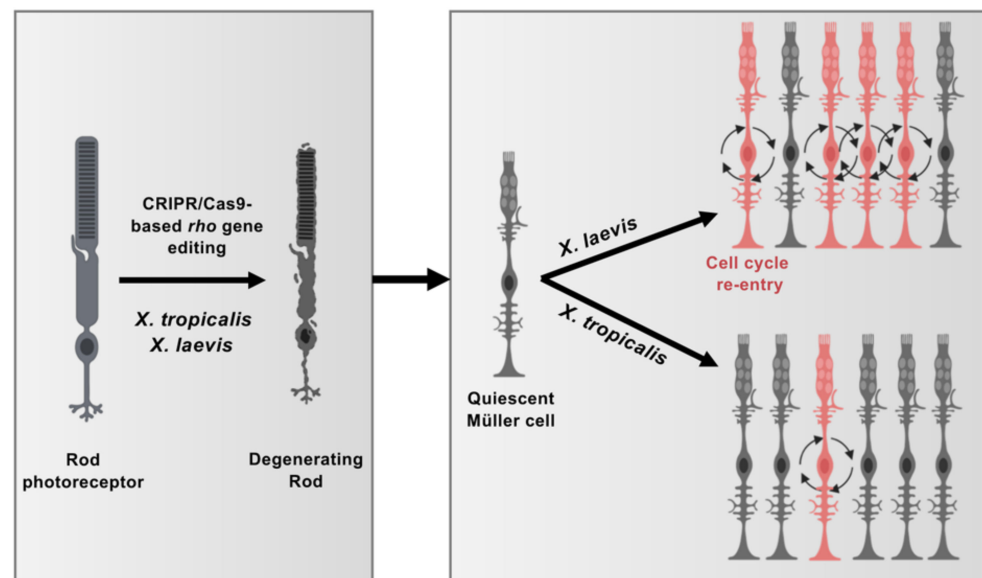 CRIPR/Cas9-
based rho gene
editing
X. tropicalis
X. laevis
Rod
photoreceptor
Degenerating
Rod
Quiescent
Müller cell
X. laevis
X. tropicalis
Cell cycle
re-entry